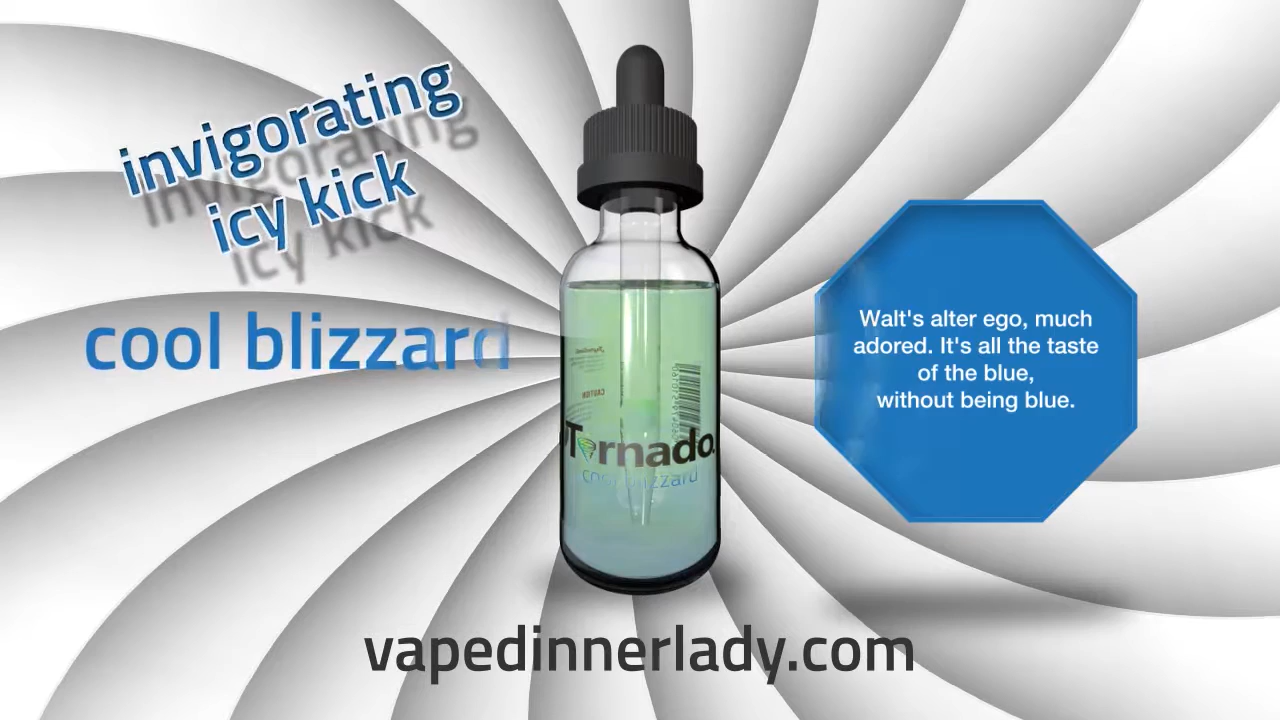 invigorating
icy kick
cool blizzard
Walt's alter ego, much
adored. It's all the taste
of the blue,
without being blue.
CAUTION
Tornado
cool blizzard
vapedinnerlady.com